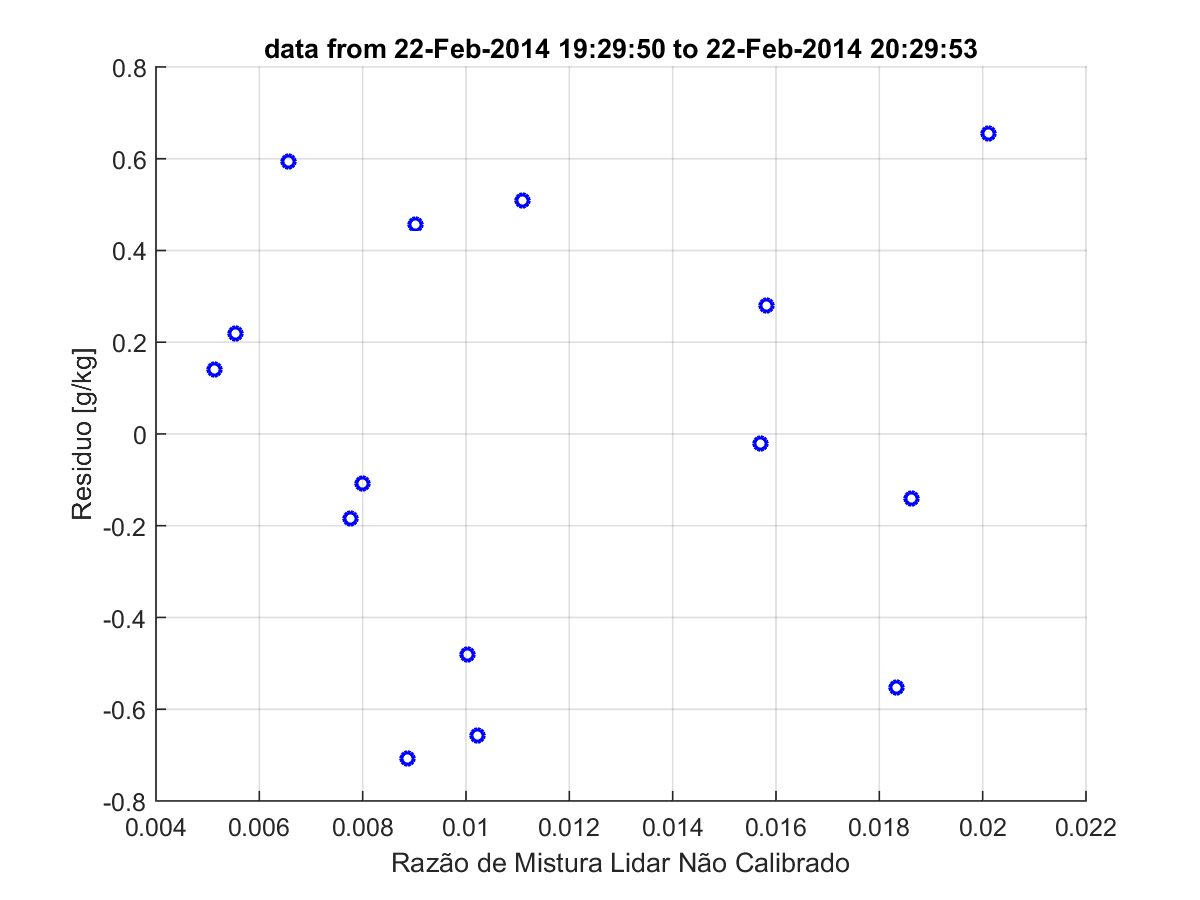 data from 22-Feb-2014 19:29:50 to 22-Feb-2014 20:29:53
0.8
0.6
0.4
0.2
0
-0.2
-0.4
-0.6
-0.8
Residuo [g/kg]
0.004 0.006 0.008 0.01 0.012 0.014 0.016 0.018 0.02 0.022
Razão de Mistura Lidar Não Calibrado